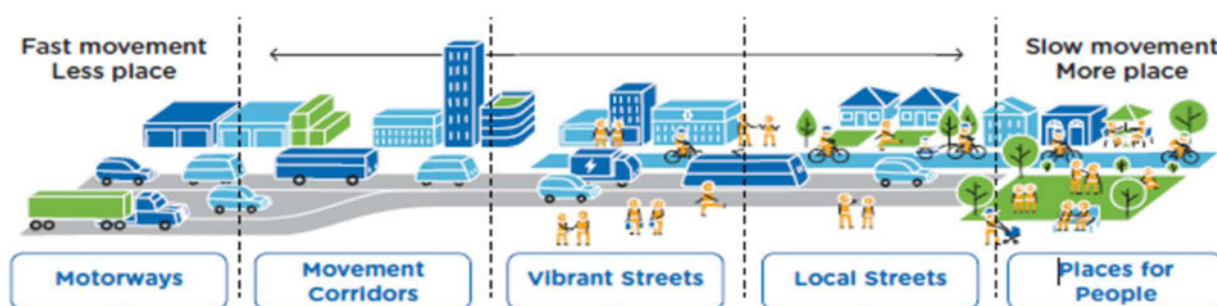 Fast movement
Less place
Slow movement
More place
Motorways
Movement
Corridors
Vibrant Streets
Local Streets
Places for
People